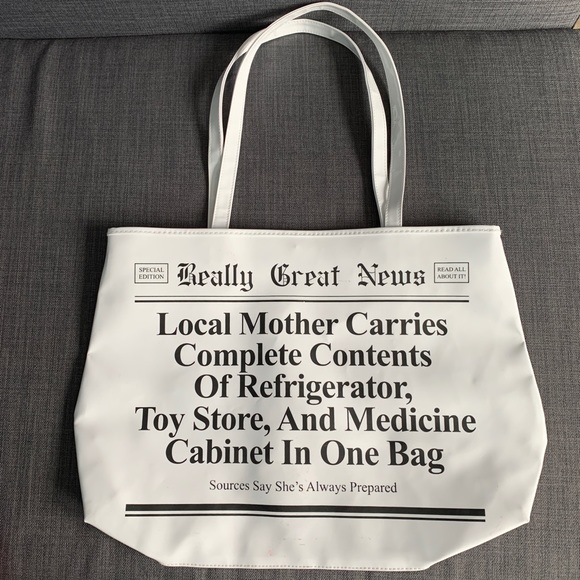 SPECIAL
EDITION
Really Great News
READ ALL
ABOUT IT!
Local Mother Carries
Complete Contents
Of Refrigerator,
Toy Store, And Medicine
Cabinet In One Bag
Sources Say She's Always Prepared